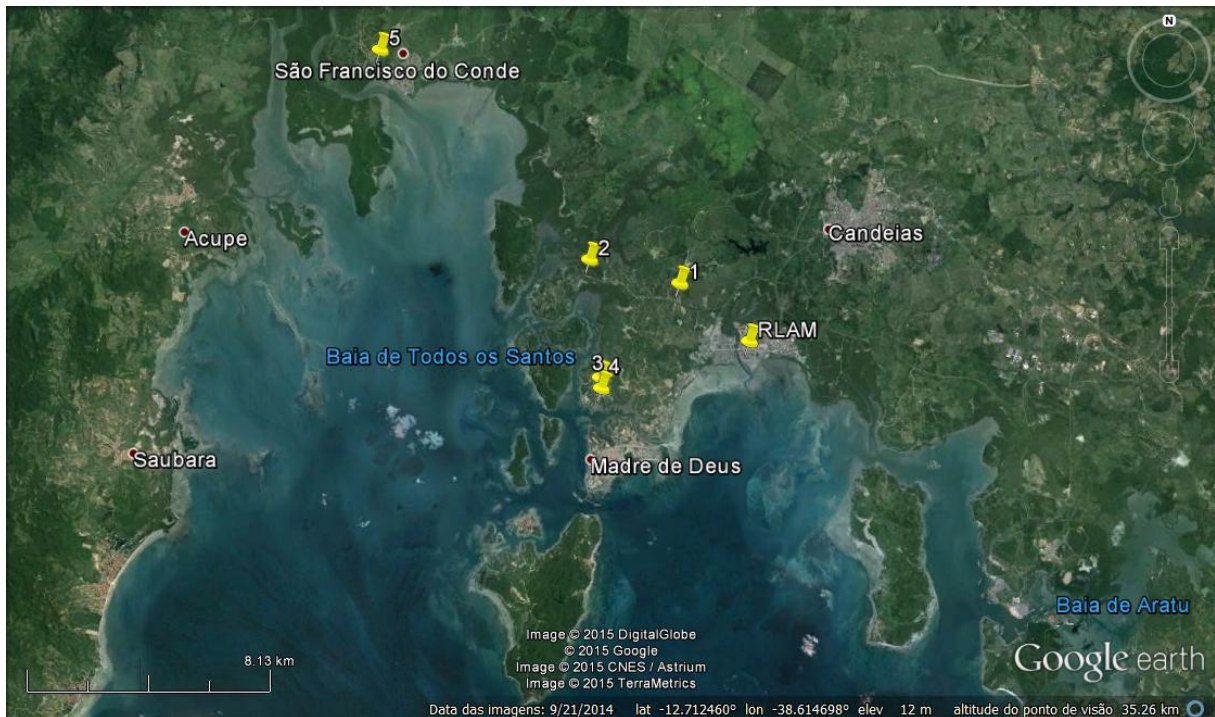 N
5
São Francisco do Conde
Acupe
Candeias
2
1
RLAM
Baia de Todos os Santos
3
4
Saubara
Madre de Deus
Baia de Aratu
Image © 2015 DigitalGlobe
© 2015 Google
Image © 2015 CNES / Astrium
Image © 2015 TerraMetrics
8.13 km
Google earth
Data das imagens: 9/21/2014 lat -12.712460° lon -38.614698° elev 12 m altitude do ponto de visão 35.26 km